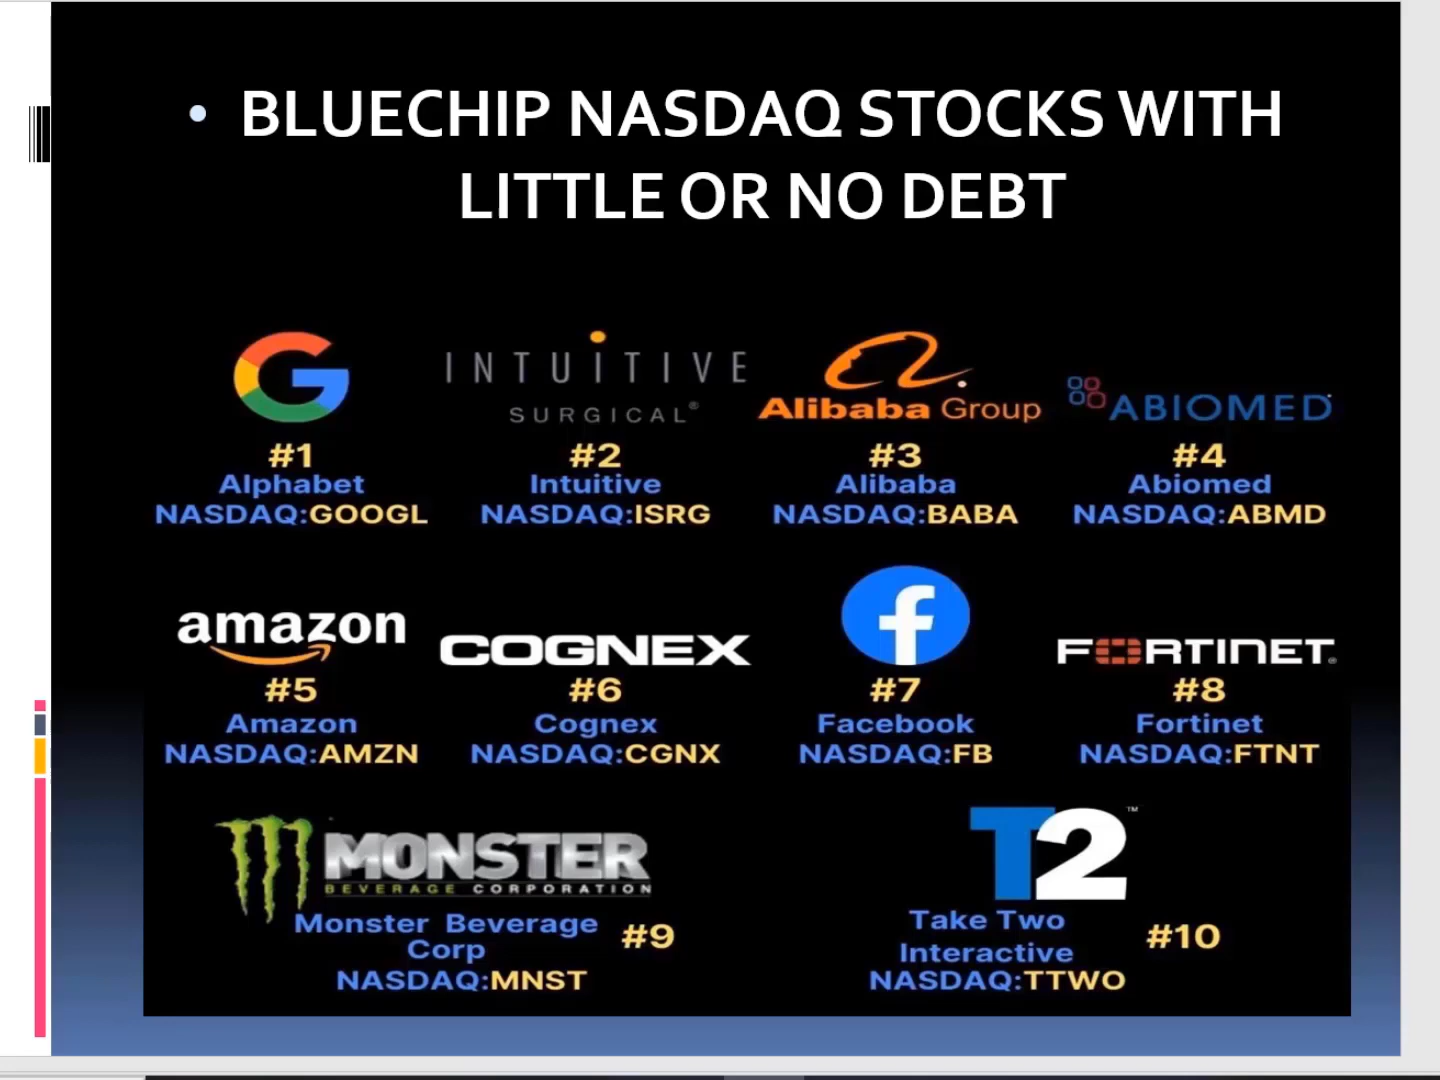 • BLUECHIP NASDAQ STOCKS WITH
LITTLE OR NO DEBT
INTUITIVE
SURGICAL®
Alibaba Group
ABIOMED
#1
Alphabet
NASDAQ:GOOGL
#2
Intuitive
NASDAQ:ISRG
#3
Alibaba
NASDAQ:BABA
#4
Abiomed
NASDAQ:ABMD
amazon
#5
Amazon
NASDAQ:AMZN
COGNEX
#6
Cognex
NASDAQ:CGNX
f
#7
Facebook
NASDAQ:FB
FORTINET®
#8
Fortinet
NASDAQ:FTNT
MONSTER
BEVERAGE CORPORATION
Monster Beverage
Corp
#9
NASDAQ:MNST
T2™
Take Two
Interactive
#10
NASDAQ:TTWO